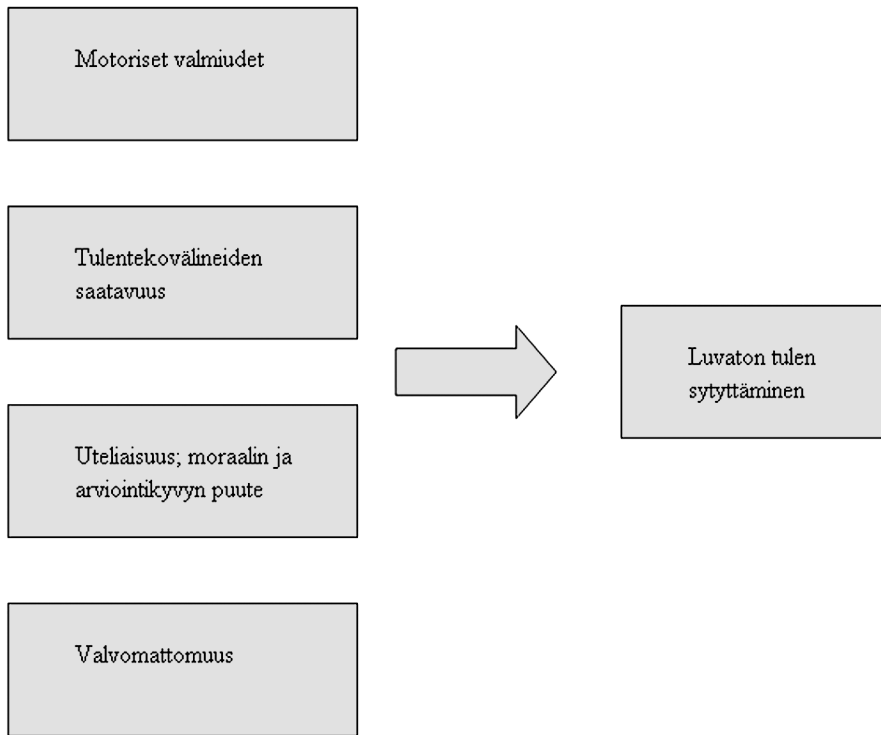 Motoriset valmiudet
Tulentekovälineiden
saatavuus
Uteliaisuus; moraalin ja
arviointikyvyn puute
Valvomattomuus
Luvaton tulen
sytyttäminen